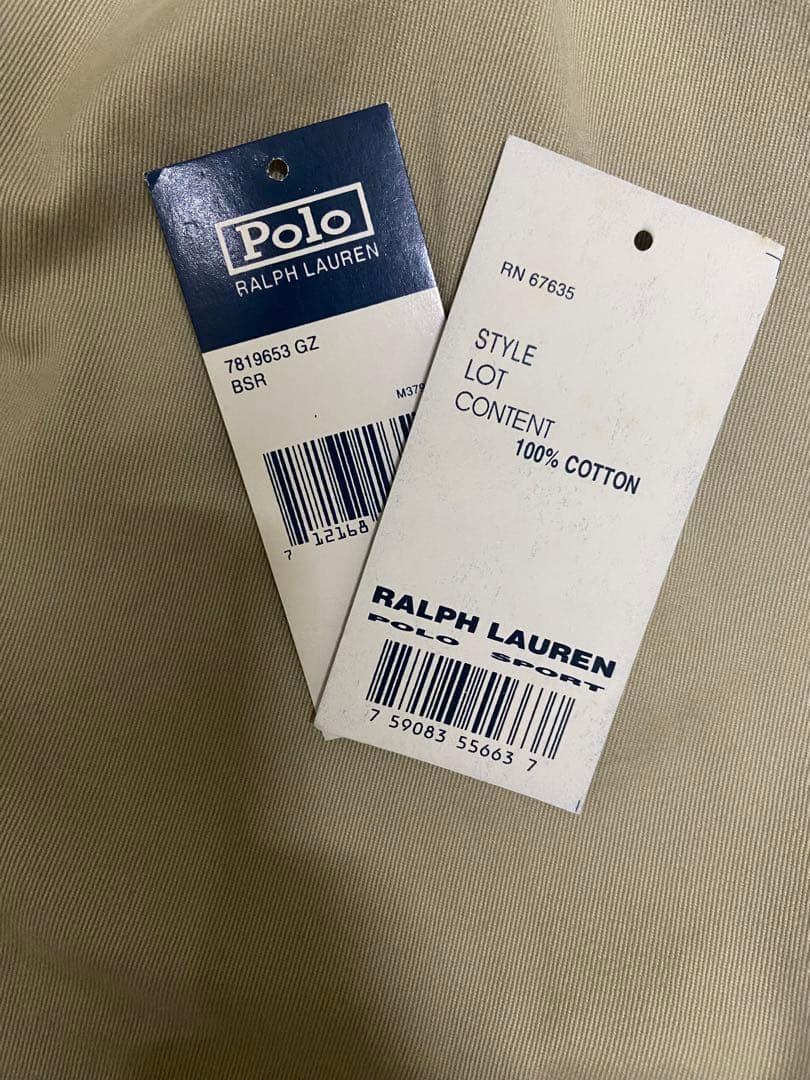 Polo
RALPH LAUREN
7819653 GZ
BSR
M378
7 12168
RN 67635
STYLE
LOT
CONTENT
100% COTTON
RALPH LAUREN
POLO SPORT
7 59083 55663 7